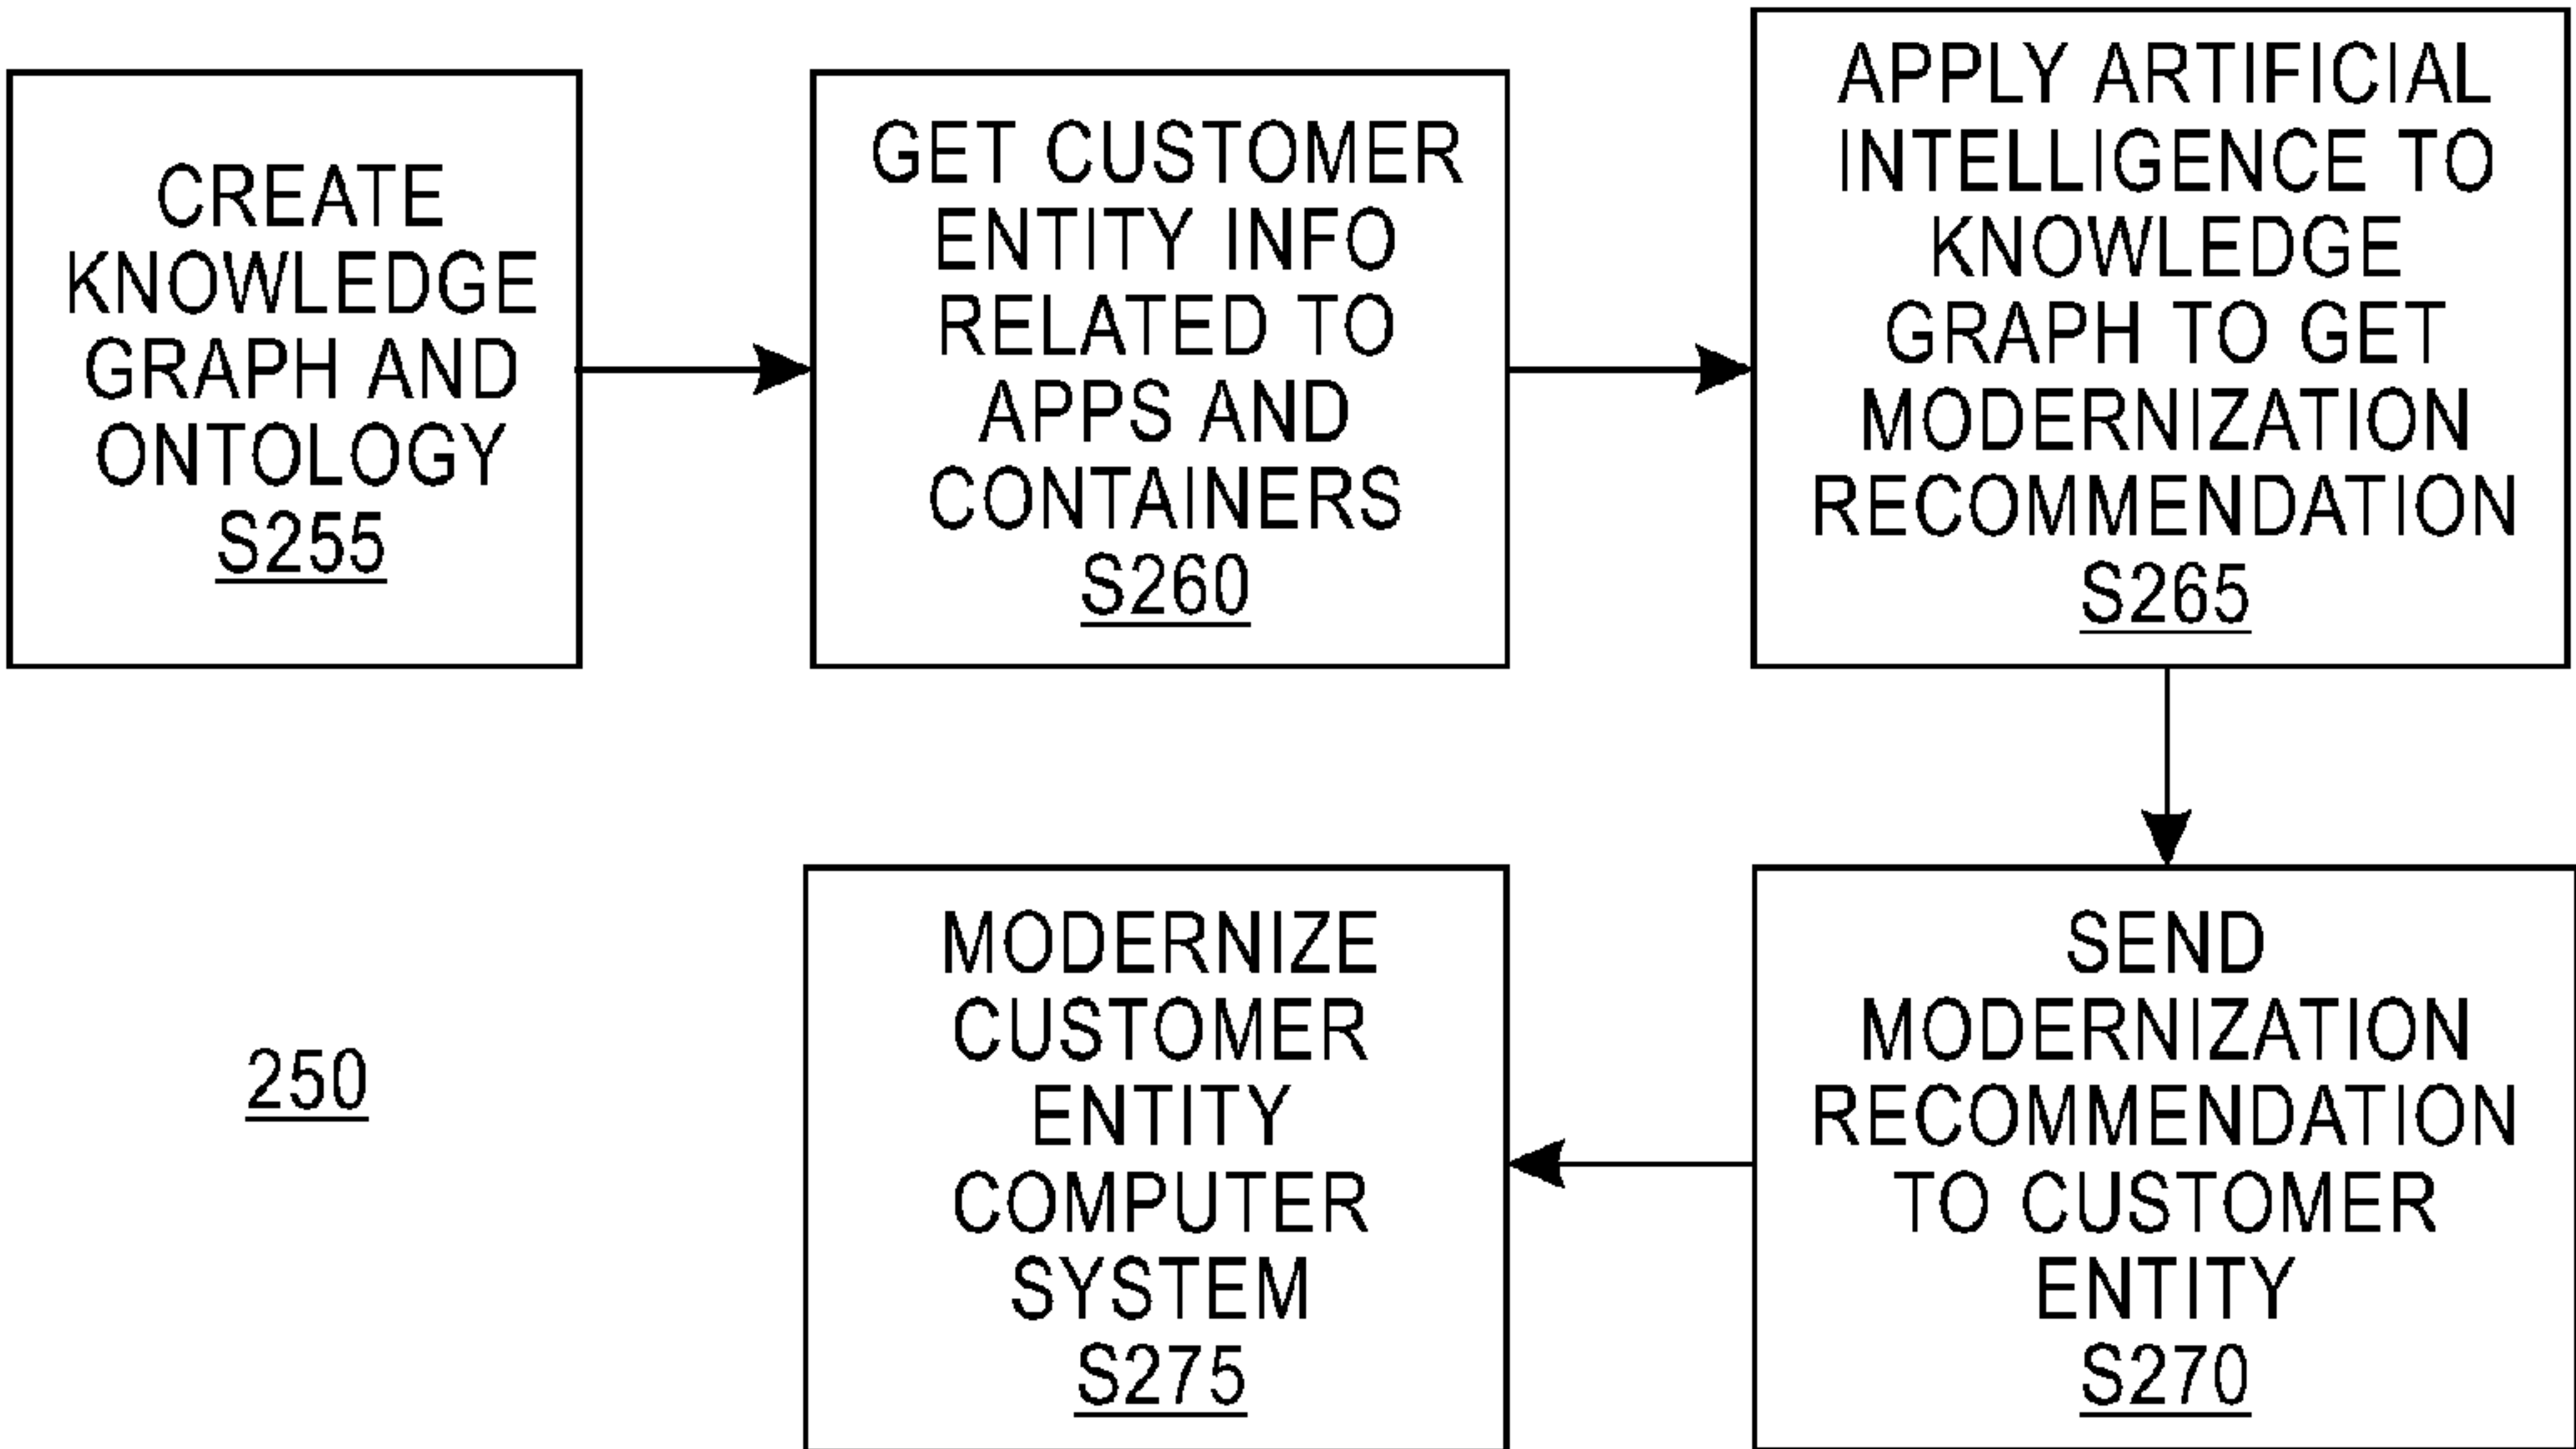 CREATE
KNOWLEDGE
GRAPH AND
ONTOLOGY
S255
GET CUSTOMER
ENTITY INFO
RELATED TO
APPS AND
CONTAINERS
S260
APPLY ARTIFICIAL
INTELLIGENCE TO
KNOWLEDGE
GRAPH TO GET
MODERNIZATION
RECOMMENDATION
S265
SEND
MODERNIZATION
RECOMMENDATION
TO CUSTOMER
ENTITY
S270
MODERNIZE
CUSTOMER
ENTITY
COMPUTER
SYSTEM
S275
250